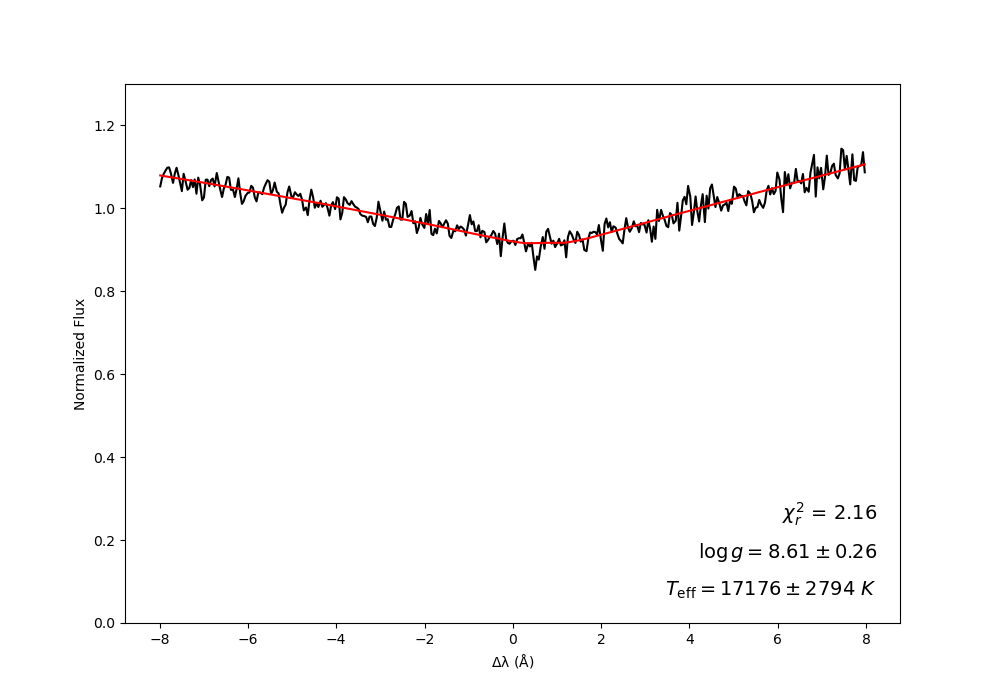 1.2
1.0
0.8
0.6
0.4
0.2
0.0
Normalized Flux
χ²ᵣ = 2.16
log g = 8.61 ± 0.26
T_eff = 17176 ± 2794 K
−8 −6 −4 −2 0 2 4 6 8
Δλ (Å)